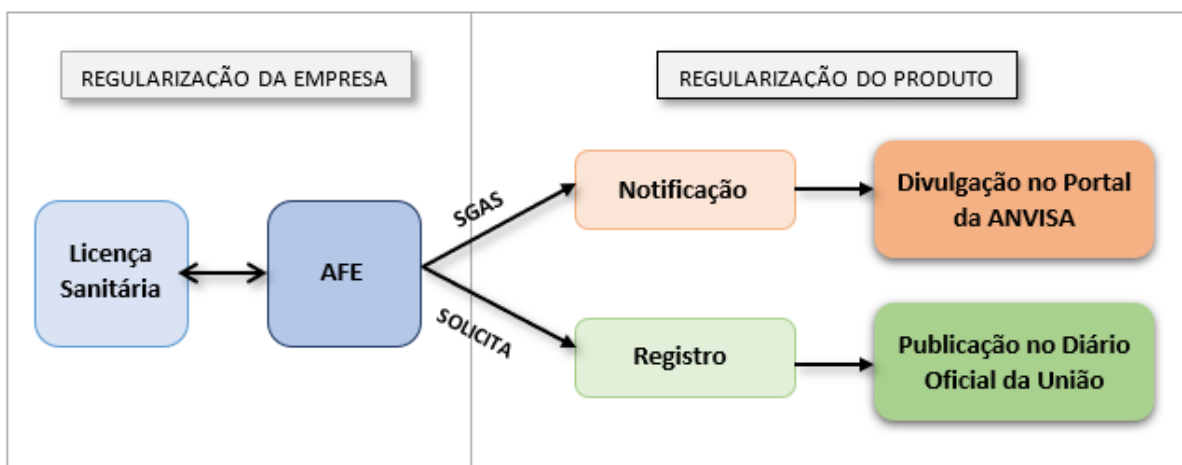 REGULARIZAÇÃO DA EMPRESA
REGULARIZAÇÃO DO PRODUTO
Licença
Sanitária
AFE
SGAS
SOLICITA
Notificação
Divulgação no Portal
da ANVISA
Registro
Publicação no Diário
Oficial da União